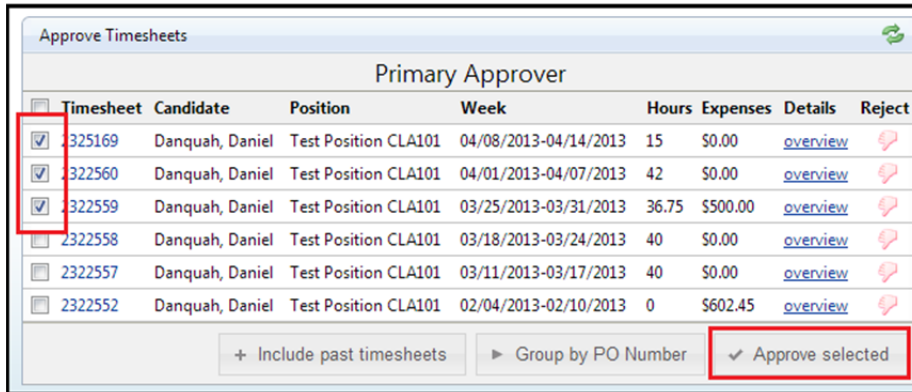 Approve Timesheets
Primary Approver
Timesheet Candidate Position Week Hours Expenses Details Reject
2325169 Danquah, Daniel Test Position CLA101 04/08/2013-04/14/2013 15 $0.00 overview
2322560 Danquah, Daniel Test Position CLA101 04/01/2013-04/07/2013 42 $0.00 overview
2322559 Danquah, Daniel Test Position CLA101 03/25/2013-03/31/2013 36.75 $500.00 overview
2322558 Danquah, Daniel Test Position CLA101 03/18/2013-03/24/2013 40 $0.00 overview
2322557 Danquah, Daniel Test Position CLA101 03/11/2013-03/17/2013 40 $0.00 overview
2322552 Danquah, Daniel Test Position CLA101 02/04/2013-02/10/2013 0 $602.45 overview
Include past timesheets Group by PO Number Approve selected